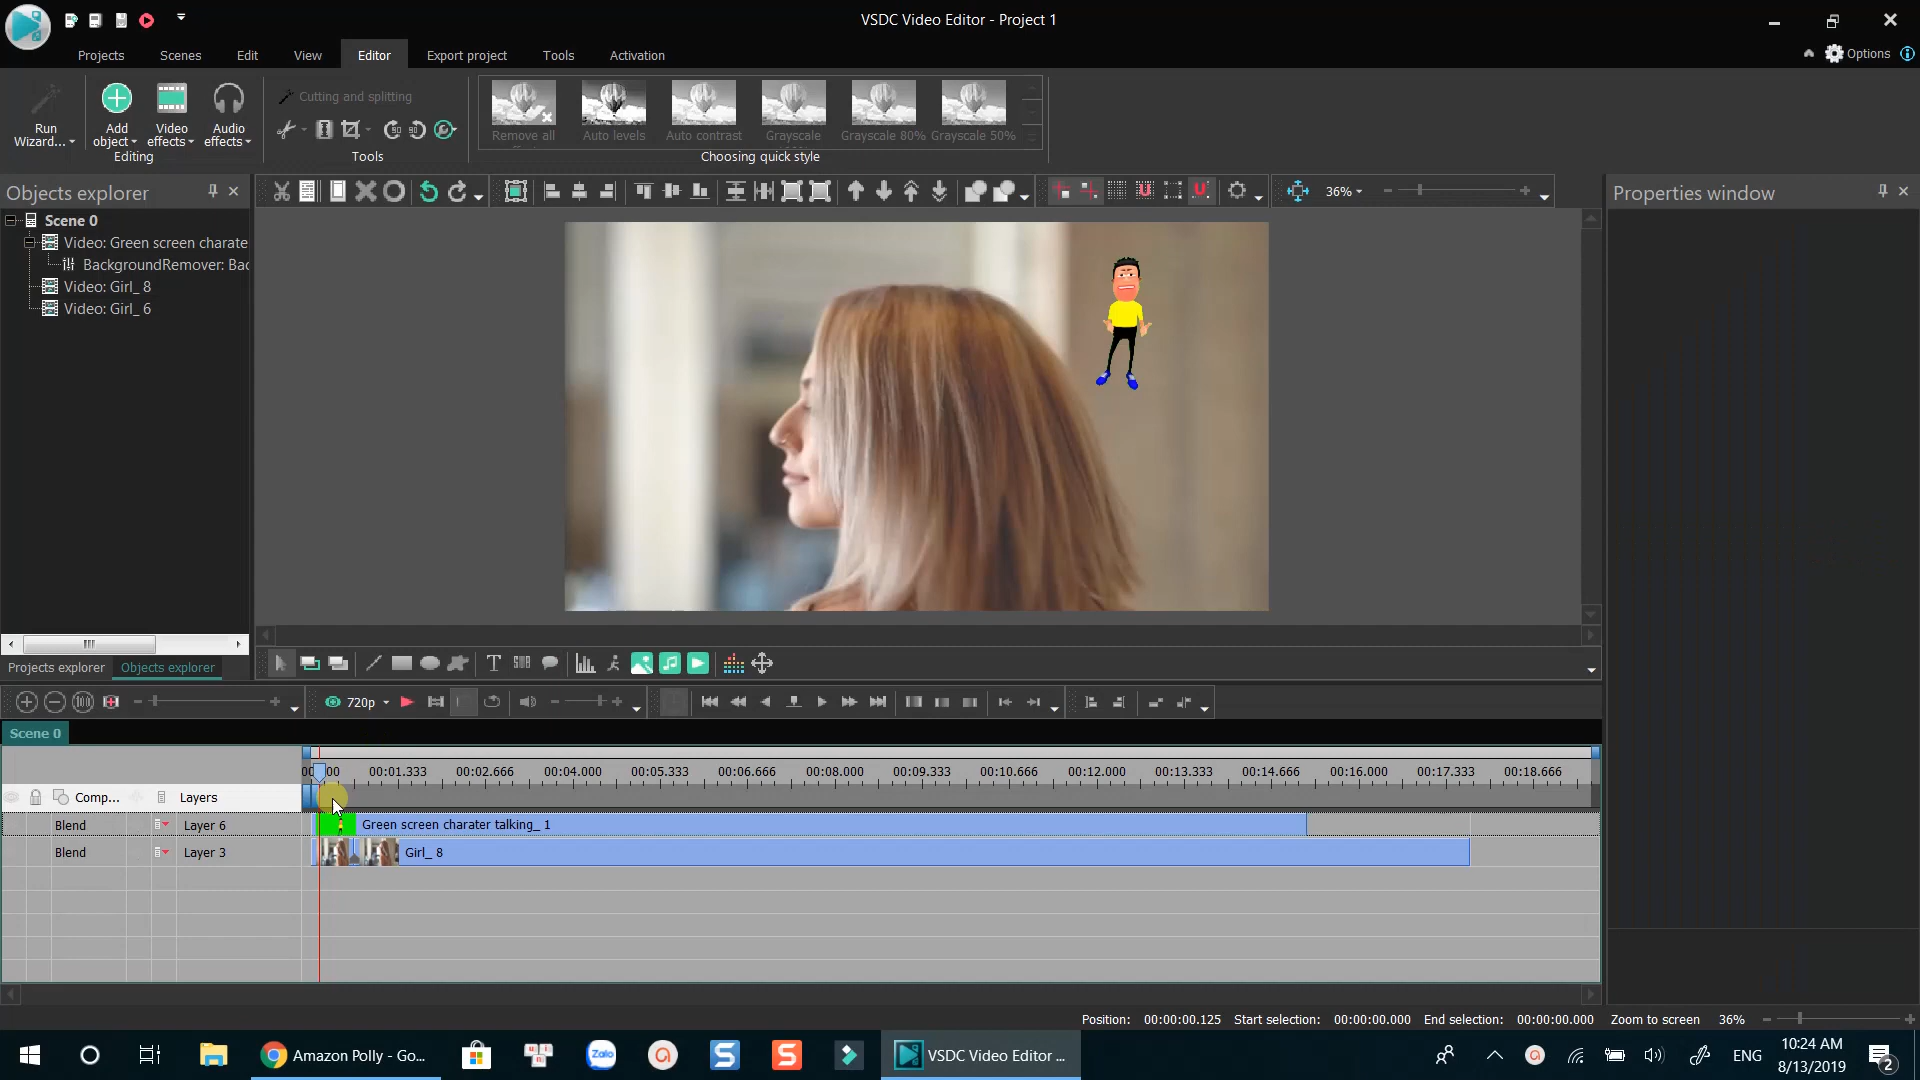 VSDC Video Editor - Project 1
Projects Scenes Edit View Editor Export project Tools Activation
Options
Run Wizard...
Add object
Video effects
Audio effects
Editing
Cutting and splitting
Tools
Remove all
Auto levels
Auto contrast
Grayscale
Grayscale 80%
Grayscale 50%
Choosing quick style
Objects explorer
36%
Properties window
Scene 0
Video: Green screen charate
BackgroundRemover: Bac
Video: Girl_ 8
Video: Girl_ 6
Projects explorer Objects explorer
720p
Scene 0
00:01.333 00:02.666 00:04.000 00:05.333 00:06.666 00:08.000 00:09.333 00:10.666 00:12.000 00:13.333 00:14.666 00:16.000 00:17.333 00:18.666
Comp... Layers
Blend Layer 6 Green screen charater talking_ 1
Blend Layer 3 Girl_ 8
Position: 00:00:00.125 Start selection: 00:00:00.000 End selection: 00:00:00.000 Zoom to screen 36%
Amazon Polly - Go...
Zalo
VSDC Video Editor ...
ENG
10:24 AM
8/13/2019
2